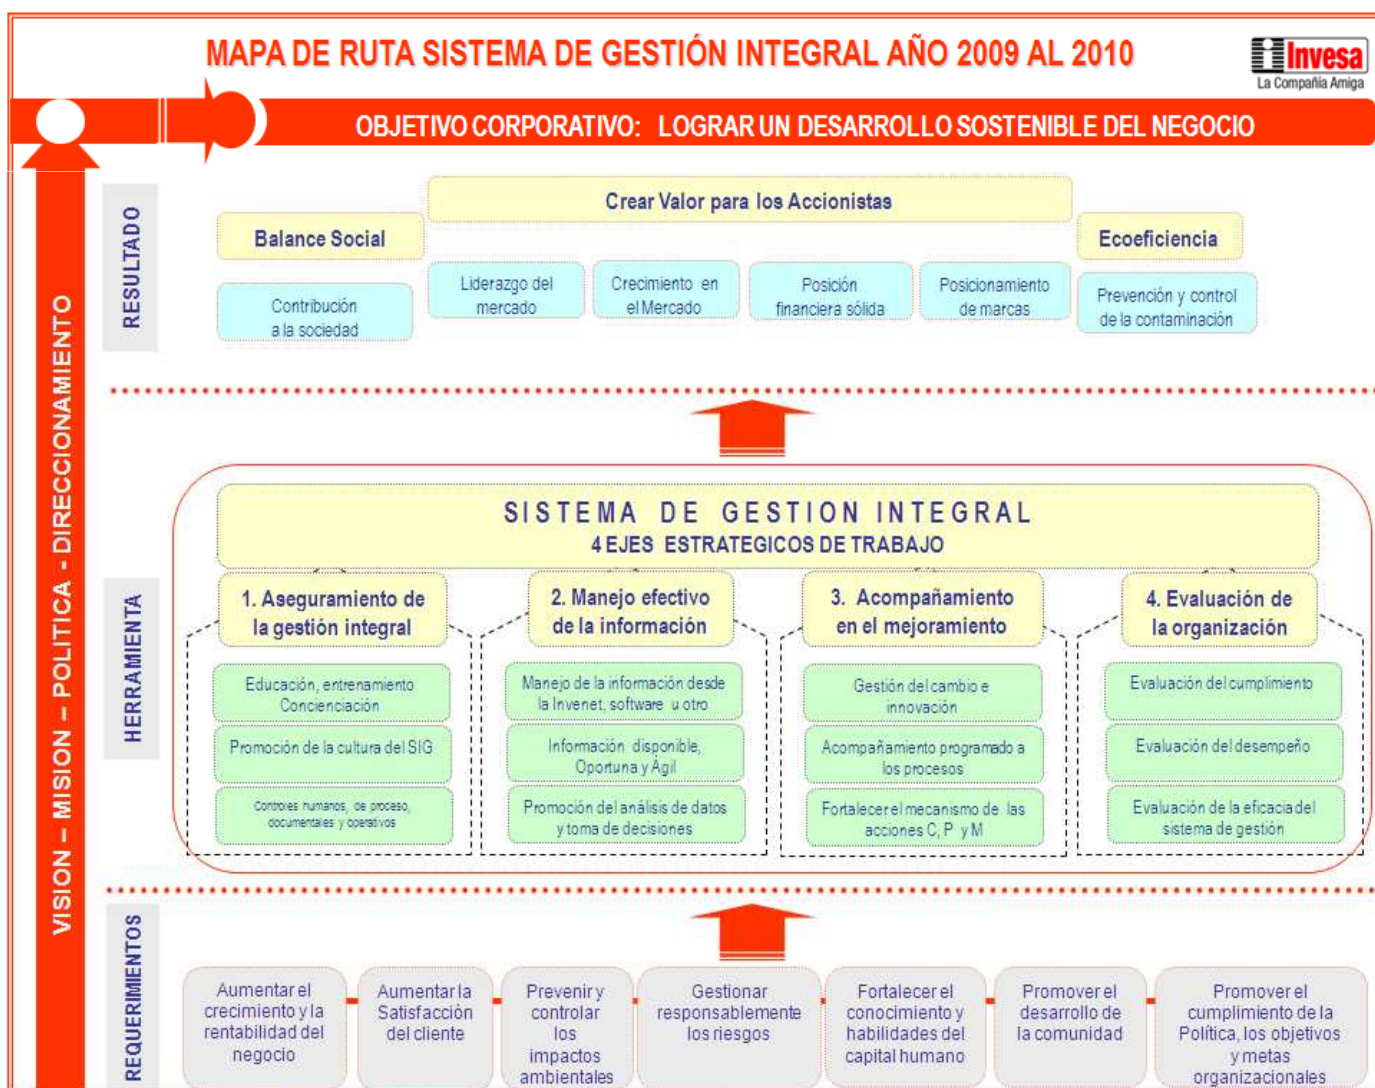 MAPA DE RUTA SISTEMA DE GESTIÓN INTEGRAL AÑO 2009 AL 2010
Invesa
La Compañia Amiga
OBJETIVO CORPORATIVO: LOGRAR UN DESARROLLO SOSTENIBLE DEL NEGOCIO
VISION – MISION – POLITICA - DIRECCIONAMIENTO
RESULTADO
Crear Valor para los Accionistas
Balance Social
Ecoeficiencia
Contribución
a la sociedad
Liderazgo del
mercado
Crecimiento en
el Mercado
Posición
financiera sólida
Posicionamiento
de marcas
Prevención y control
de la contaminación
HERRAMIENTA
SISTEMA DE GESTION INTEGRAL
4 EJES ESTRATEGICOS DE TRABAJO
1. Aseguramiento de
la gestión integral
Educación, entrenamiento
Concienciación
Promoción de la cultura del SIG
Controles humanos, de proceso,
documentales y operativos
2. Manejo efectivo
de la información
Manejo de la información desde
la Invenet, software u otro
Información disponible,
Oportuna y Àgil
Promoción del análisis de datos
y toma de decisiones
3. Acompañamiento
en el mejoramiento
Gestión del cambio e
innovación
Acompañamiento programado a
los procesos
Fortalecer el mecanismo de las
acciones C, P y M
4. Evaluación de
la organización
Evaluación del cumplimiento
Evaluación del desempeño
Evaluación de la eficacia del
sistema de gestión
REQUERIMIENTOS
Aumentar el
crecimiento y la
rentabilidad del
negocio
Aumentar la
Satisfacción
del cliente
Prevenir y
controlar
los
impactos
ambientales
Gestionar
responsablemente
los riesgos
Fortalecer el
conocimiento y
habilidades del
capital humano
Promover el
desarrollo de
la comunidad
Promover el
cumplimiento de la
Política, los objetivos
y metas
organizacionales